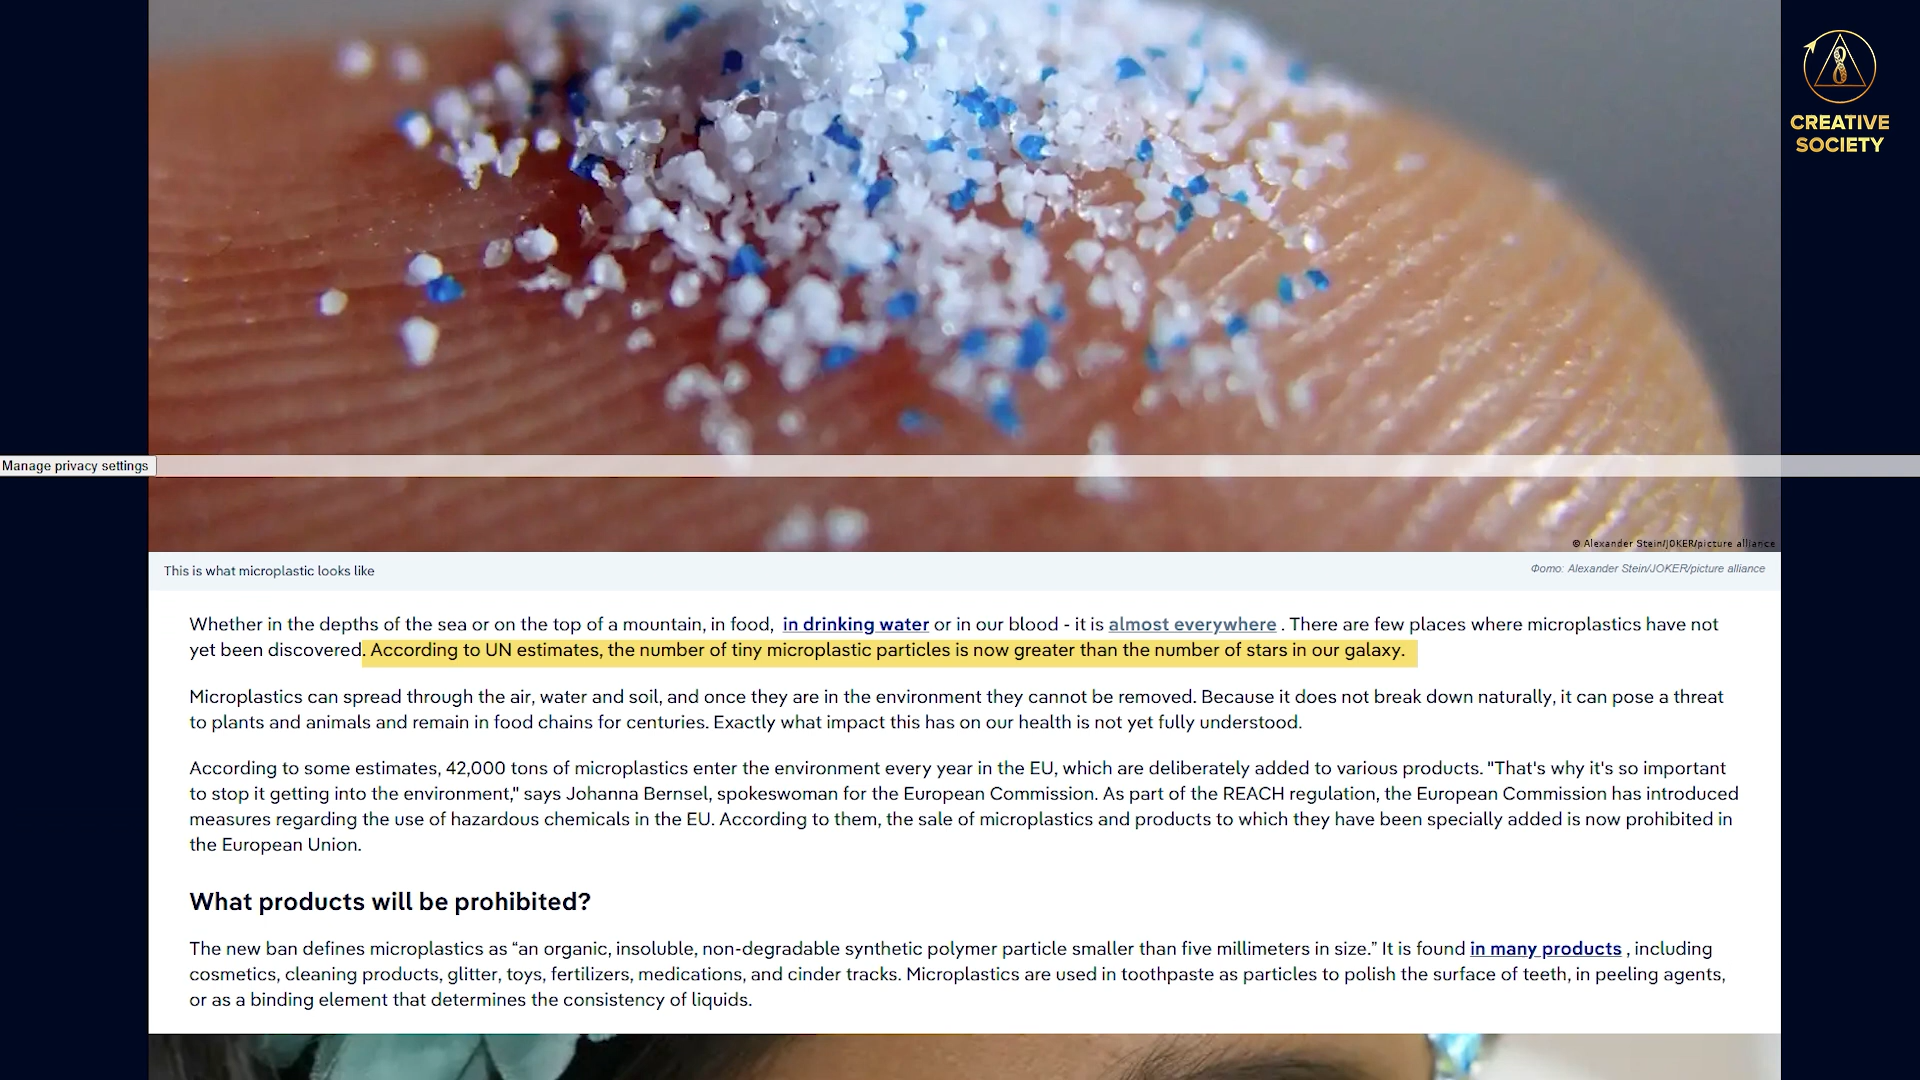 CREATIVE
SOCIETY
Manage privacy settings
© Alexander Stein/JOKER/picture alliance
This is what microplastic looks like
Фото: Alexander Stein/JOKER/picture alliance
Whether in the depths of the sea or on the top of a mountain, in food, in drinking water or in our blood - it is almost everywhere . There are few places where microplastics have not
yet been discovered. According to UN estimates, the number of tiny microplastic particles is now greater than the number of stars in our galaxy.
Microplastics can spread through the air, water and soil, and once they are in the environment they cannot be removed. Because it does not break down naturally, it can pose a threat
to plants and animals and remain in food chains for centuries. Exactly what impact this has on our health is not yet fully understood.
According to some estimates, 42,000 tons of microplastics enter the environment every year in the EU, which are deliberately added to various products. "That's why it's so important
to stop it getting into the environment," says Johanna Bernsel, spokeswoman for the European Commission. As part of the REACH regulation, the European Commission has introduced
measures regarding the use of hazardous chemicals in the EU. According to them, the sale of microplastics and products to which they have been specially added is now prohibited in
the European Union.
What products will be prohibited?
The new ban defines microplastics as “an organic, insoluble, non-degradable synthetic polymer particle smaller than five millimeters in size.” It is found in many products , including
cosmetics, cleaning products, glitter, toys, fertilizers, medications, and cinder tracks. Microplastics are used in toothpaste as particles to polish the surface of teeth, in peeling agents,
or as a binding element that determines the consistency of liquids.